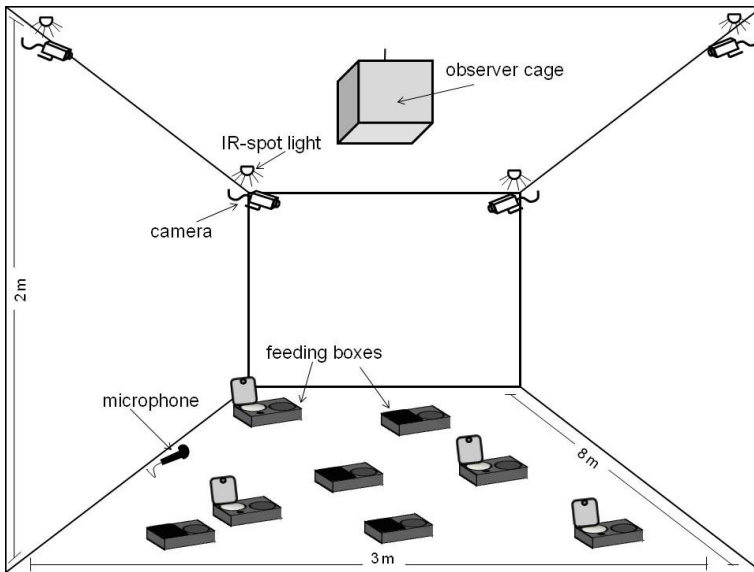 observer cage
IR-spot light
camera
2 m
feeding boxes
microphone
8 m
3 m